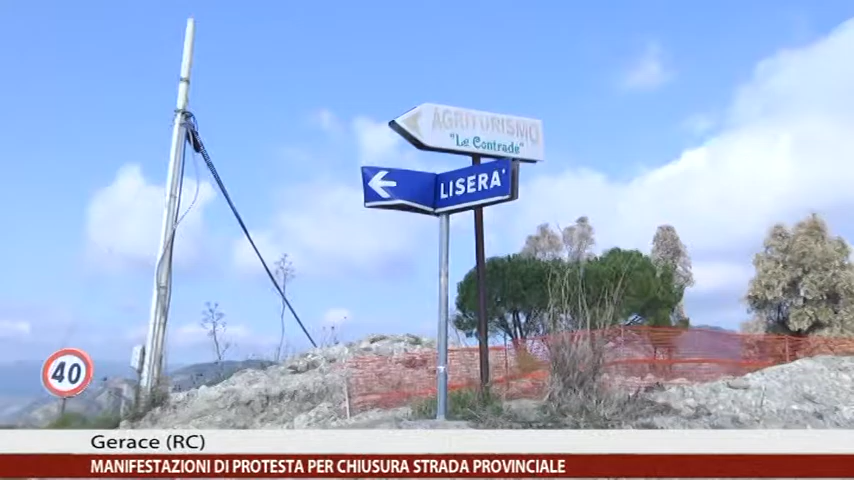 AGRITURISMO
"Le Contrade"
LISERA'
40
Gerace (RC)
MANIFESTAZIONI DI PROTESTA PER CHIUSURA STRADA PROVINCIALE